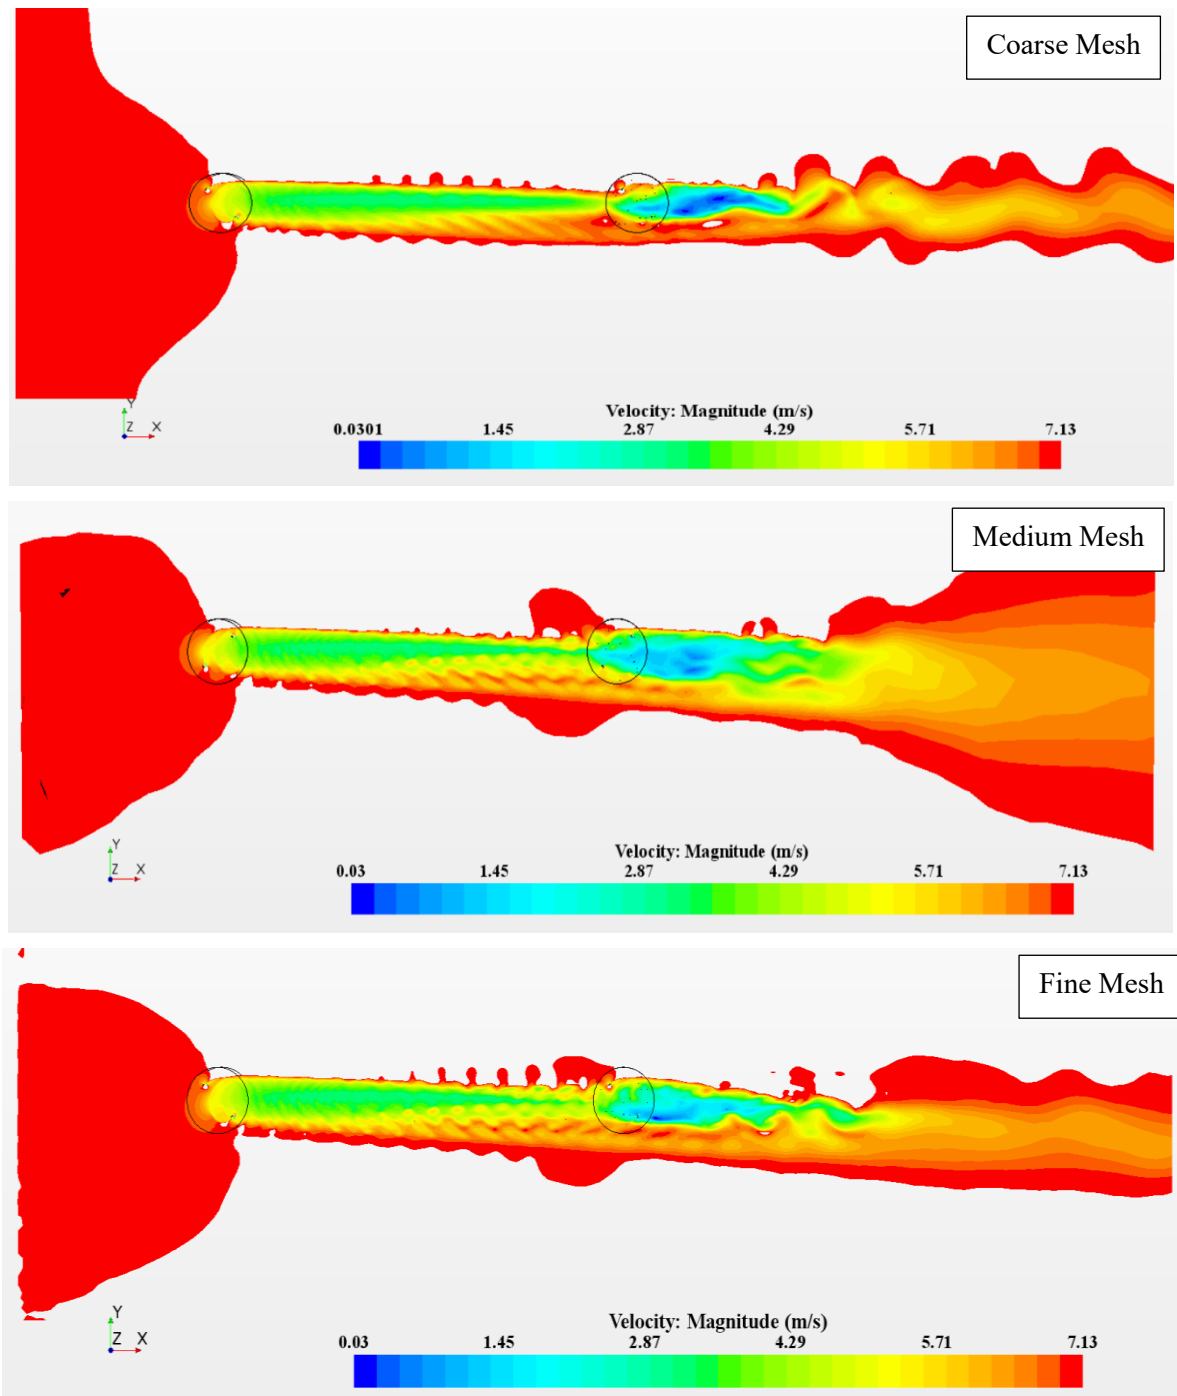 Coarse Mesh
Y
Z X
Velocity: Magnitude (m/s)
0.0301 1.45 2.87 4.29 5.71 7.13
Medium Mesh
Y
Z X
Velocity: Magnitude (m/s)
0.03 1.45 2.87 4.29 5.71 7.13
Fine Mesh
Y
Z X
Velocity: Magnitude (m/s)
0.03 1.45 2.87 4.29 5.71 7.13